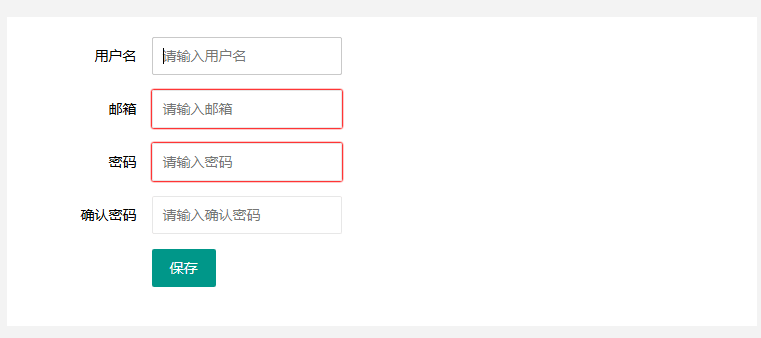 用户名 请输入用户名
邮箱 请输入邮箱
密码 请输入密码
确认密码 请输入确认密码
保存